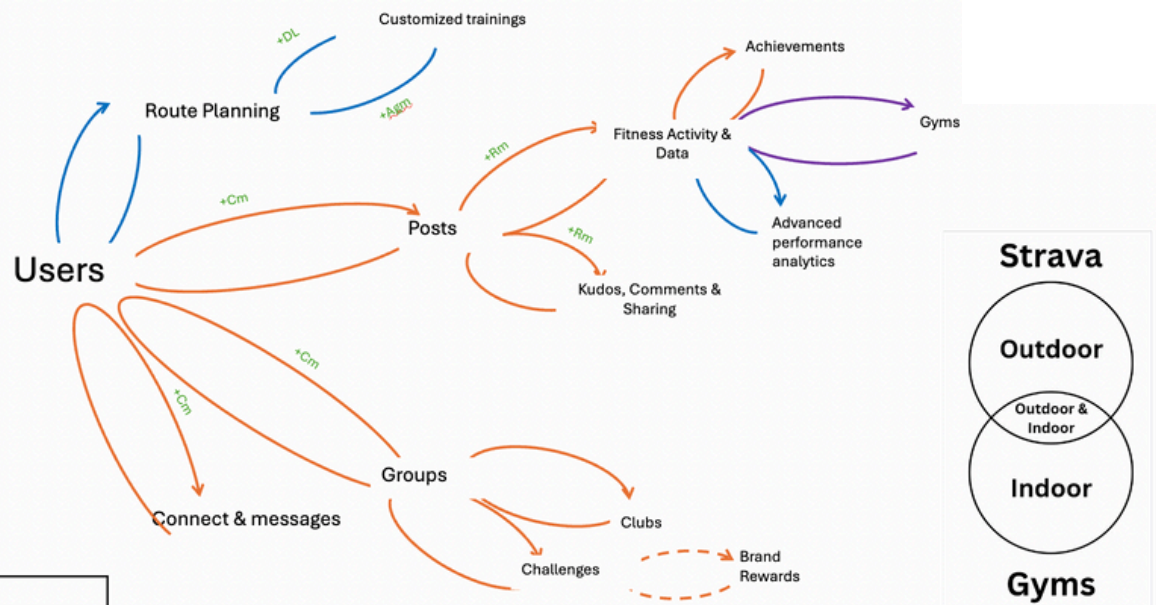 Customized trainings
+DL
Route Planning
+Agm
Achievements
Gyms
Fitness Activity &
Data
+Rm
+Cm
Posts
Advanced
performance
analytics
+Rm
Users
Kudos, Comments &
Sharing
+Cm
+Cm
Groups
Connect & messages
Clubs
Challenges
Brand
Rewards
Strava
Outdoor
Outdoor &
Indoor
Indoor
Gyms